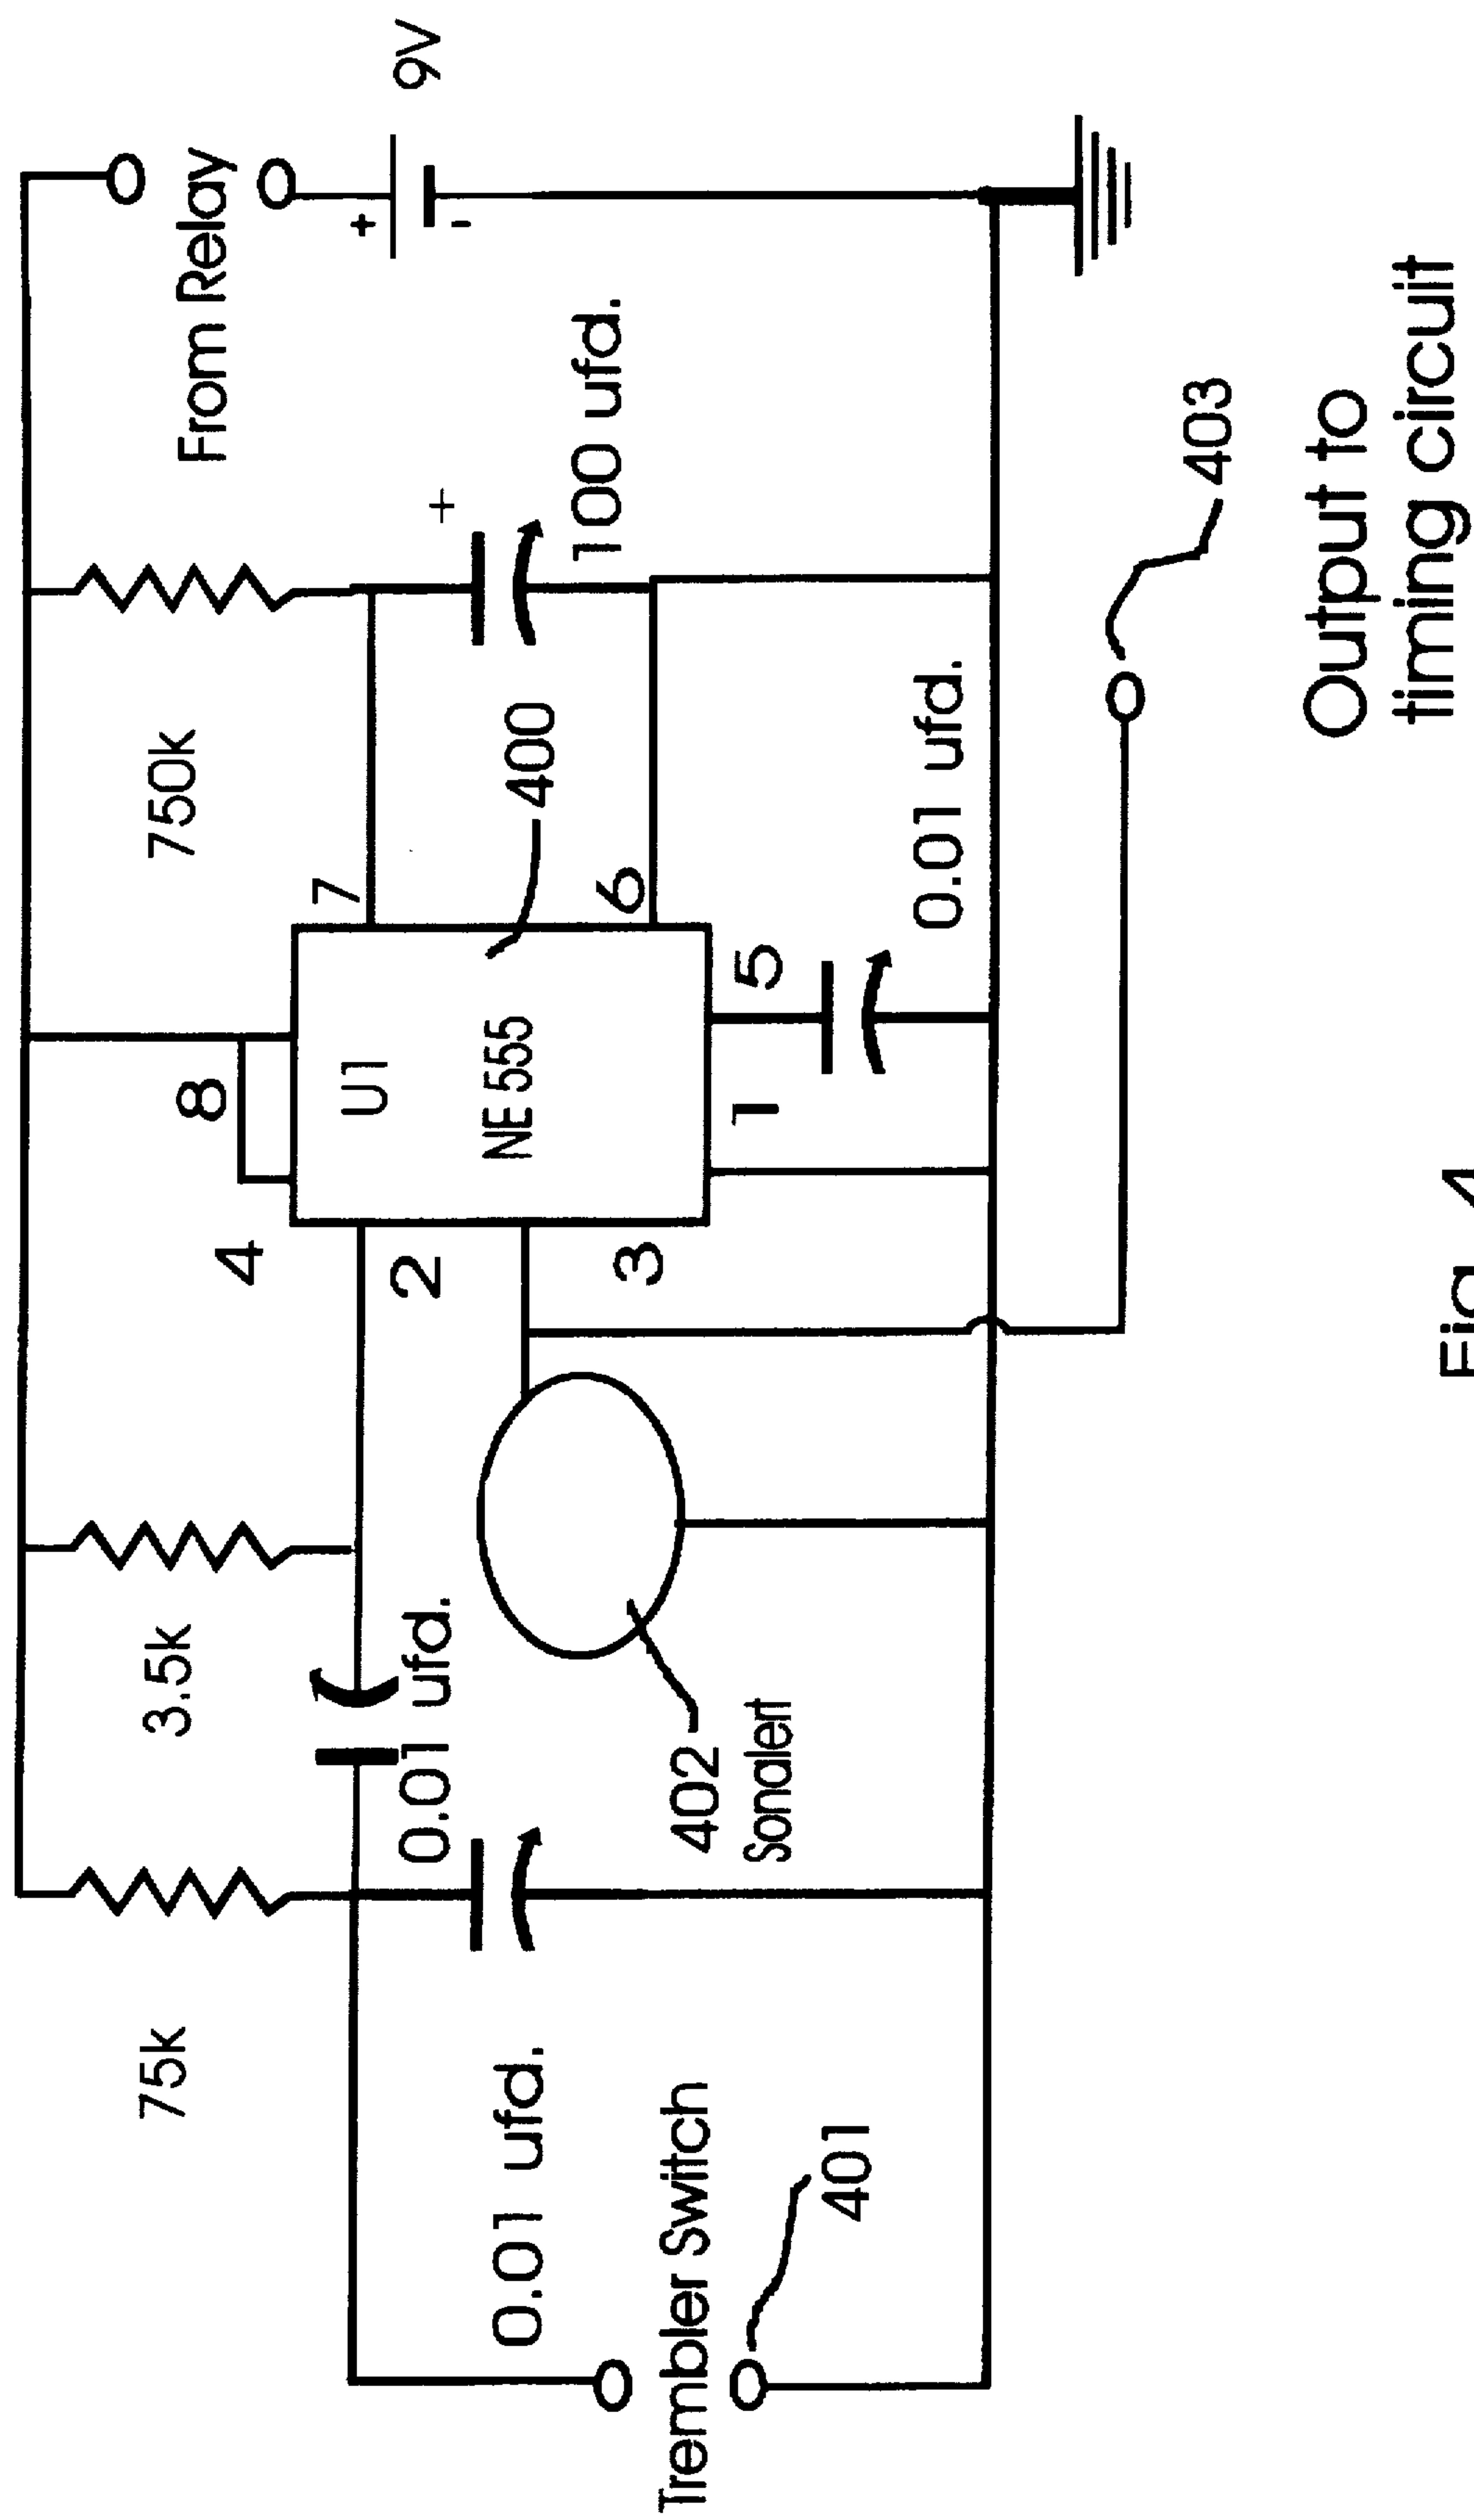 75k
3.5k
750k
From Relay
9V
+
-
8
4
7
U1
2
NE 555
400
+
100 ufd.
0.01 ufd.
0.01 ufd.
6
3
Trembler Switch
402
Sonalert
1
5
401
0.01 ufd.
403
Output to
timing circuit
Fig. 4